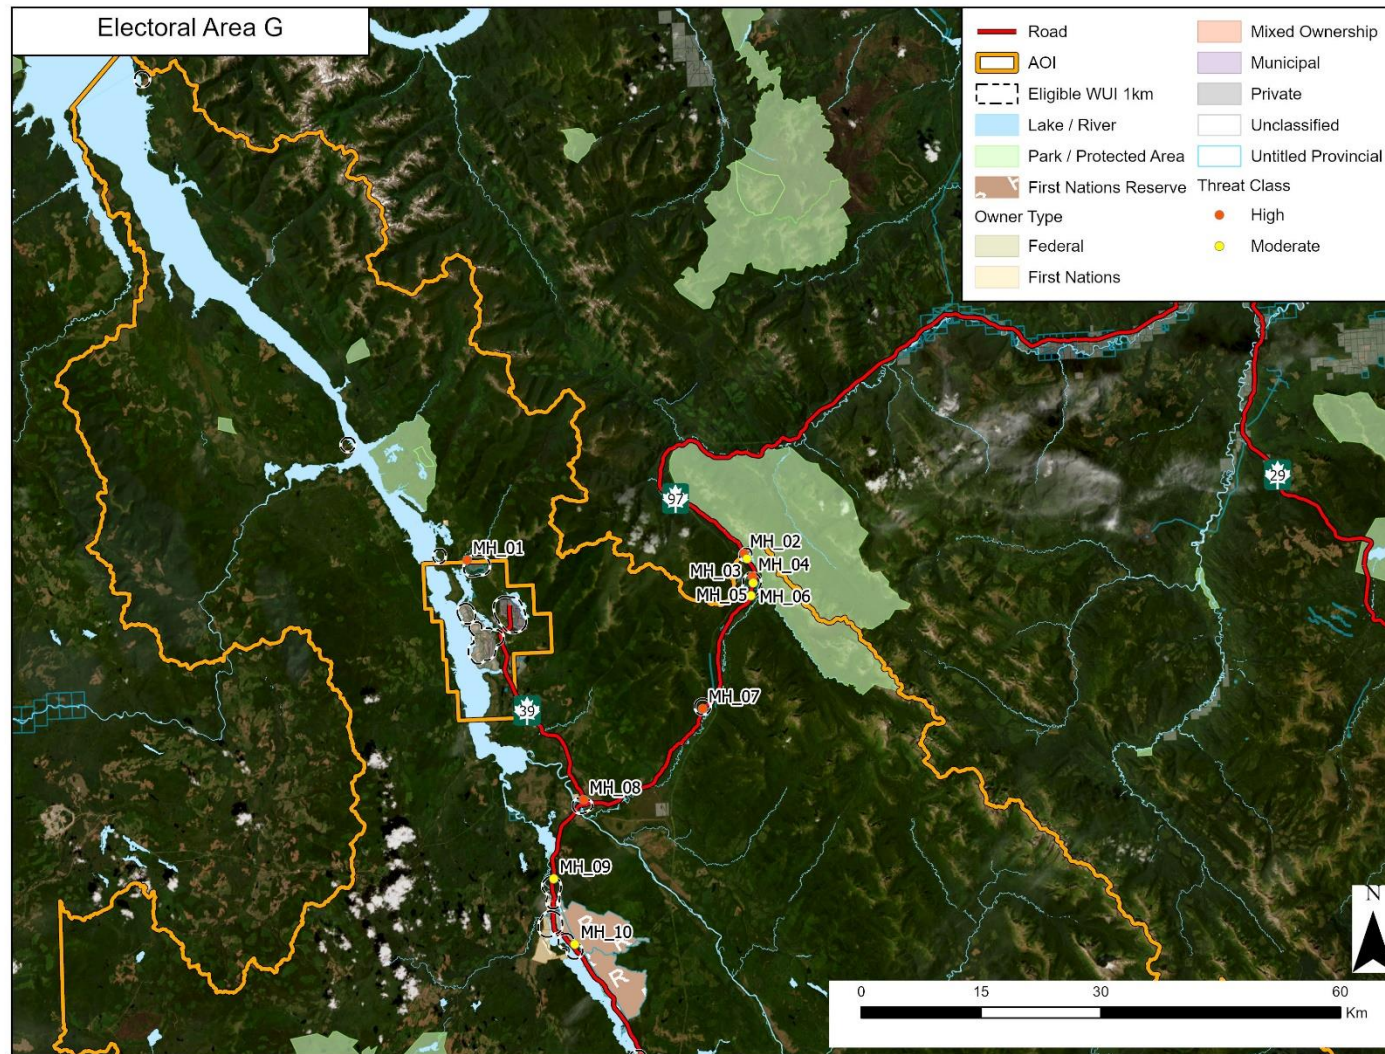 Electoral Area G
Road
AOI
Eligible WUI 1km
Lake / River
Park / Protected Area
First Nations Reserve
Owner Type
Federal
First Nations
Mixed Ownership
Municipal
Private
Unclassified
Untitled Provincial
Threat Class
High
Moderate
29
97
MH_02
MH_01
MH_03
MH_04
MH_05
MH_06
MH_07
39
MH_08
MH_09
R
R
MH_10
R
N
0 15 30 60
Km